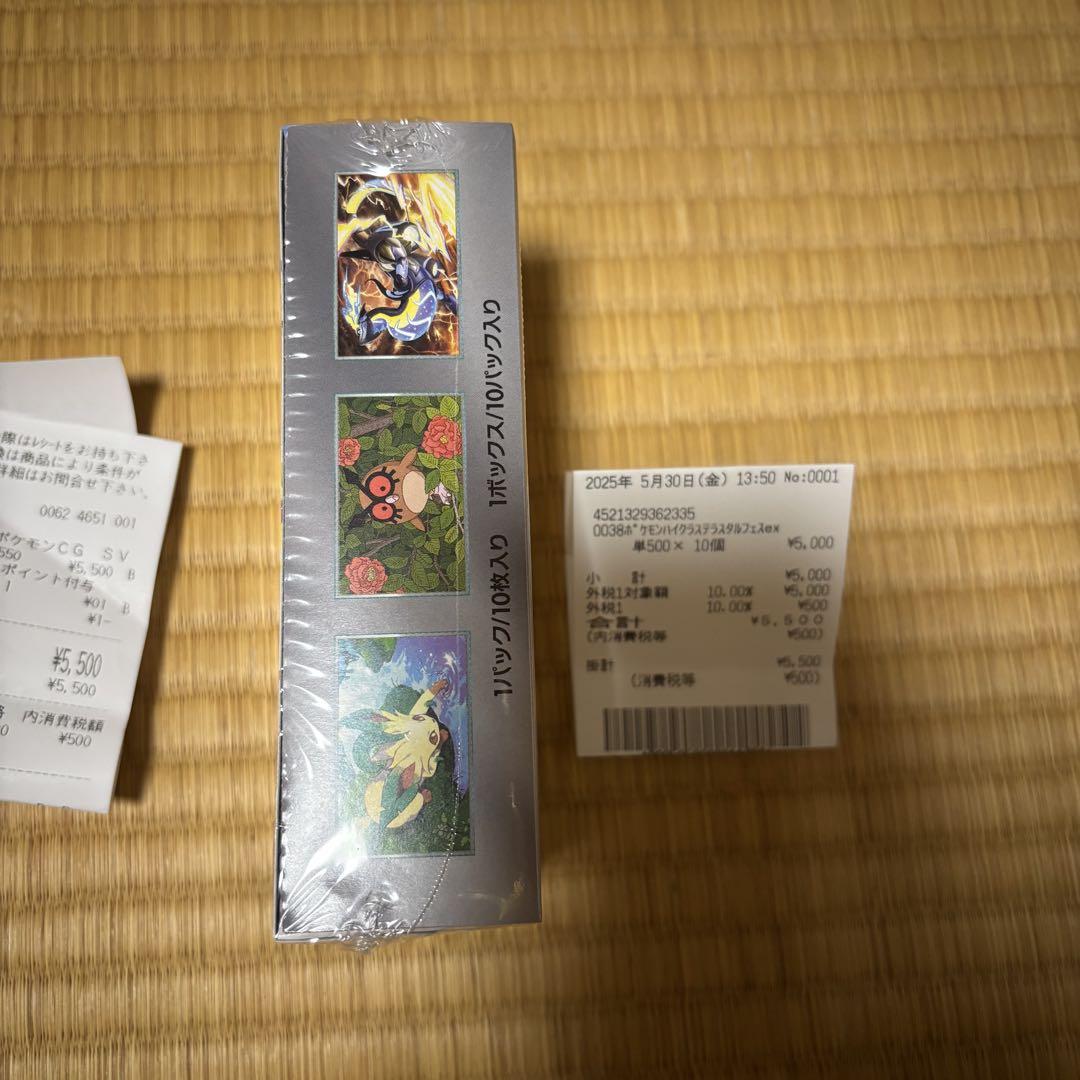 際はレシートをお持ち下さ
は商品により条件が
詳細はお問合せ下さい。
0062 4651 001
ポケモンCG SV
550
¥5,500 B
ポイント付与
1
¥01 B
¥1-
¥5,500
¥5,500
内消費税額
¥500
1パック/10枚入り 1ボックス/10パック入り
2025年 5月30日(金) 13:50 No:0001
4521329362335
0038ポケモンハイクラステラスタルフェスex
単500× 10個 ¥5,000
小 計 ¥5,000
外税1対象額 10.00% ¥5,000
外税1 10.00% ¥500
合計 ¥5,500
(内消費税等 ¥500)
掛計 ¥5,500
(消費税等 ¥500)